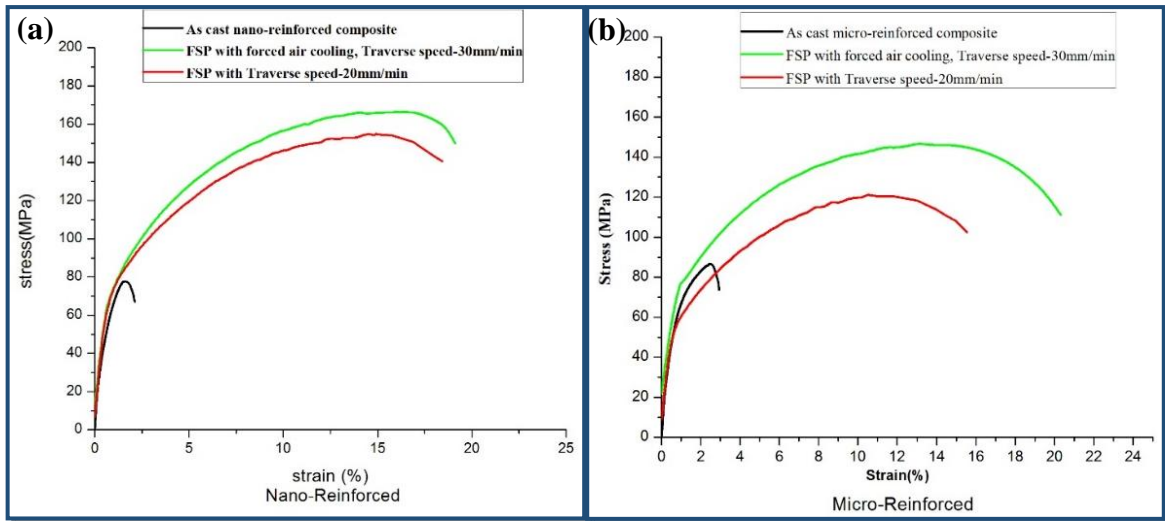 (a)
As cast nano-reinforced composite
FSP with forced air cooling, Traverse speed-30mm/min
FSP with Traverse speed-20mm/min
200
180
160
140
120
100
80
60
40
20
0
stress(MPa)
0 5 10 15 20 25
strain (%)
Nano-Reinforced
(b)
As cast micro-reinforced composite
FSP with forced air cooling, Traverse speed-30mm/min
FSP with Traverse speed-20mm/min
200
180
160
140
120
100
80
60
40
20
0
Stress (MPa)
0 2 4 6 8 10 12 14 16 18 20 22 24
Strain(%)
Micro-Reinforced